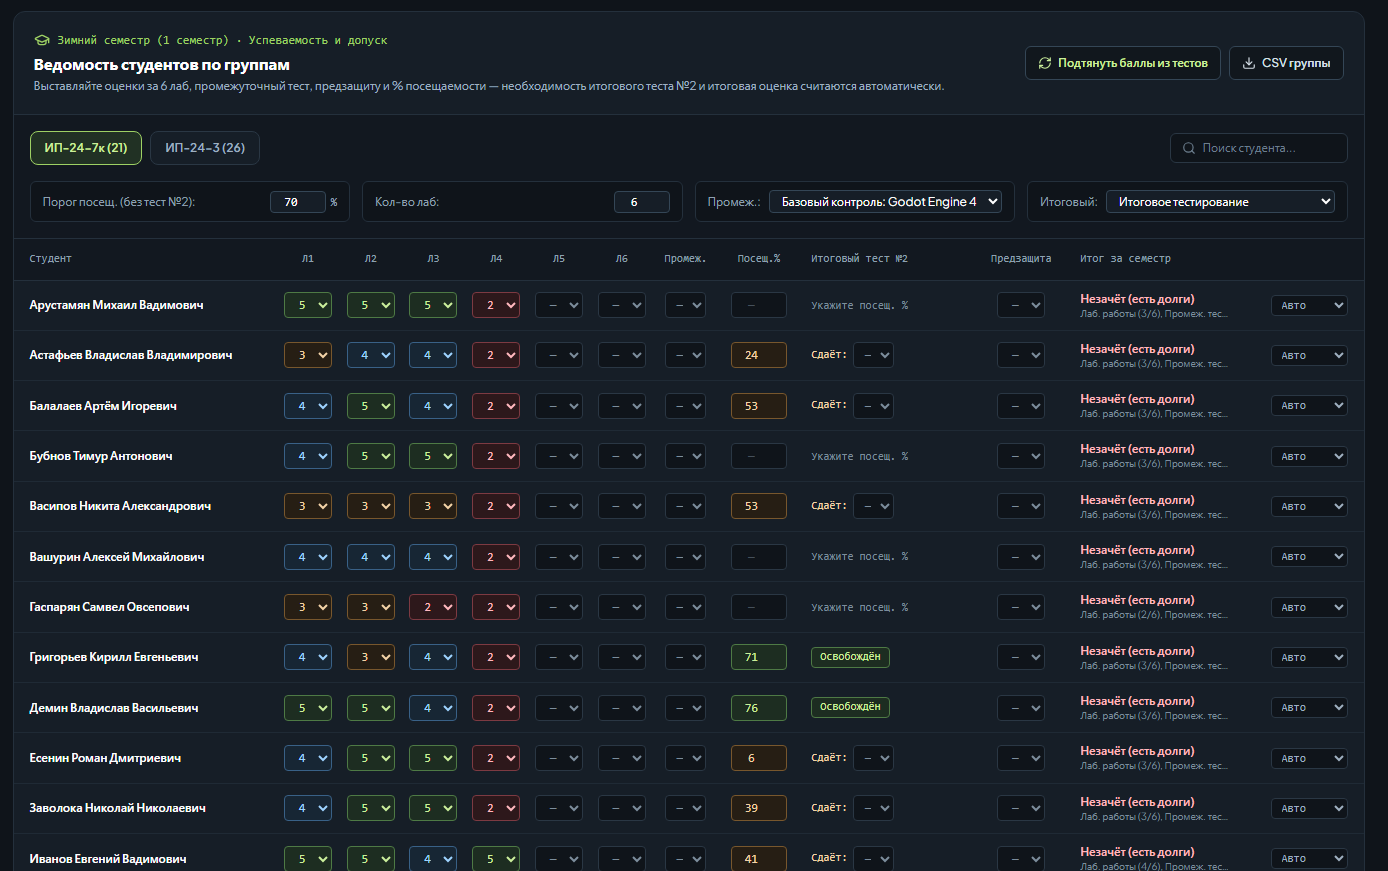 Зимний семестр (1 семестр) · Успеваемость и допуск
Ведомость студентов по группам
Выставляйте оценки за 6 лаб, промежуточный тест, предзащиту и % посещаемости — необходимость итогового теста №2 и итоговая оценка считаются автоматически.
Подтянуть баллы из тестов
CSV группы
ИП-24-7к (21)
ИП-24-3 (26)
Поиск студента...
Порог посещ. (без тест №2): 70 %
Кол-во лаб: 6
Промеж.: Базовый контроль: Godot Engine 4
Итоговый: Итоговое тестирование
Студент Л1 Л2 Л3 Л4 Л5 Л6 Промеж. Посещ.% Итоговый тест №2 Предзащита Итог за семестр
Арустамян Михаил Вадимович 5 5 5 2 — — — — Укажите посещ. % — Незачёт (есть долги) Авто
Лаб. работы (3/6), Промеж. тес...
Астафьев Владислав Владимирович 3 4 4 2 — — — 24 Сдаёт: — — Незачёт (есть долги) Авто
Лаб. работы (3/6), Промеж. тес...
Балалаев Артём Игоревич 4 5 4 2 — — — 53 Сдаёт: — — Незачёт (есть долги) Авто
Лаб. работы (3/6), Промеж. тес...
Бубнов Тимур Антонович 4 5 5 2 — — — — Укажите посещ. % — Незачёт (есть долги) Авто
Лаб. работы (3/6), Промеж. тес...
Васипов Никита Александрович 3 3 3 2 — — — 53 Сдаёт: — — Незачёт (есть долги) Авто
Лаб. работы (3/6), Промеж. тес...
Вашурин Алексей Михайлович 4 4 4 2 — — — — Укажите посещ. % — Незачёт (есть долги) Авто
Лаб. работы (3/6), Промеж. тес...
Гаспарян Самвел Овсепович 3 3 2 2 — — — — Укажите посещ. % — Незачёт (есть долги) Авто
Лаб. работы (2/6), Промеж. тес...
Григорьев Кирилл Евгеньевич 4 3 4 2 — — — 71 Освобождён — Незачёт (есть долги) Авто
Лаб. работы (3/6), Промеж. тес...
Демин Владислав Васильевич 5 5 4 2 — — — 76 Освобождён — Незачёт (есть долги) Авто
Лаб. работы (3/6), Промеж. тес...
Есенин Роман Дмитриевич 4 5 5 2 — — — 6 Сдаёт: — — Незачёт (есть долги) Авто
Лаб. работы (3/6), Промеж. тес...
Заволока Николай Николаевич 4 5 5 2 — — — 39 Сдаёт: — — Незачёт (есть долги) Авто
Лаб. работы (3/6), Промеж. тес...
Иванов Евгений Вадимович 5 5 4 5 — — — 41 Сдаёт: — — Незачёт (есть долги) Авто
Лаб. работы (4/6), Промеж. тес...